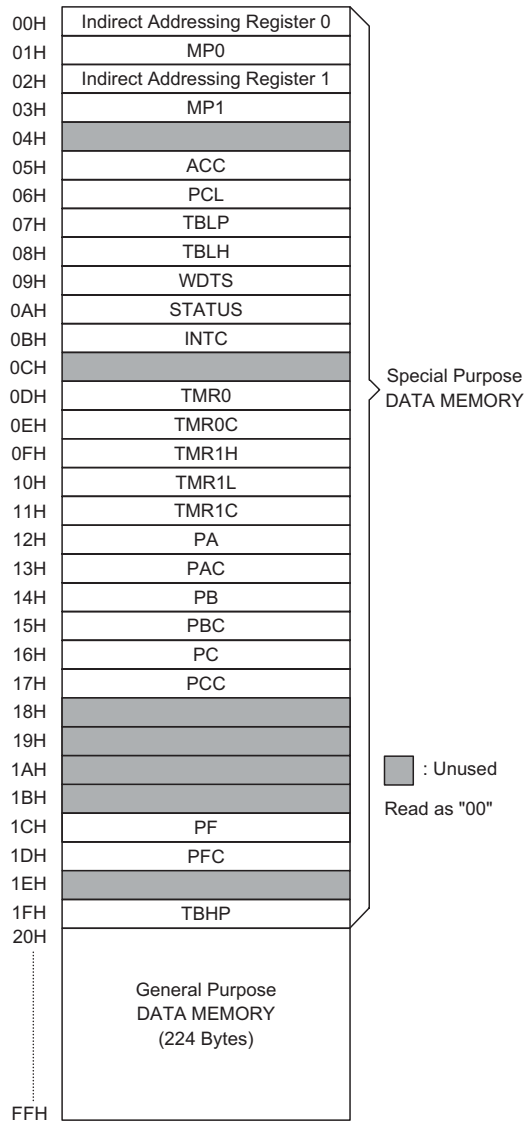 00H Indirect Addressing Register 0
01H MP0
02H Indirect Addressing Register 1
03H MP1
04H
05H ACC
06H PCL
07H TBLP
08H TBLH
09H WDTS
0AH STATUS
0BH INTC
0CH
0DH TMR0
0EH TMR0C
0FH TMR1H
10H TMR1L
11H TMR1C
12H PA
13H PAC
14H PB
15H PBC
16H PC
17H PCC
18H
19H
1AH
1BH
1CH PF
1DH PFC
1EH
1FH TBHP
20H
General Purpose
DATA MEMORY
(224 Bytes)
FFH
Special Purpose
DATA MEMORY
: Unused
Read as "00"